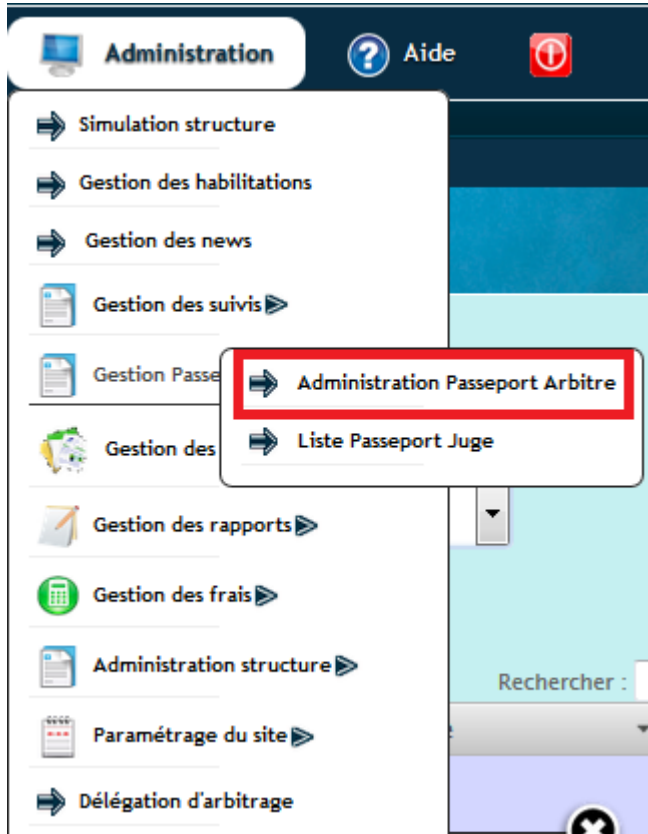 Administration
Aide
Simulation structure
Gestion des habilitations
Gestion des news
Gestion des suivis
Gestion
Administration Passeport Arbitre
Liste Passeport Juge
Gestion des
Gestion des rapports
Gestion des frais
Administration structure
Rechercher :
Paramétrage du site
Délégation d'arbitrage